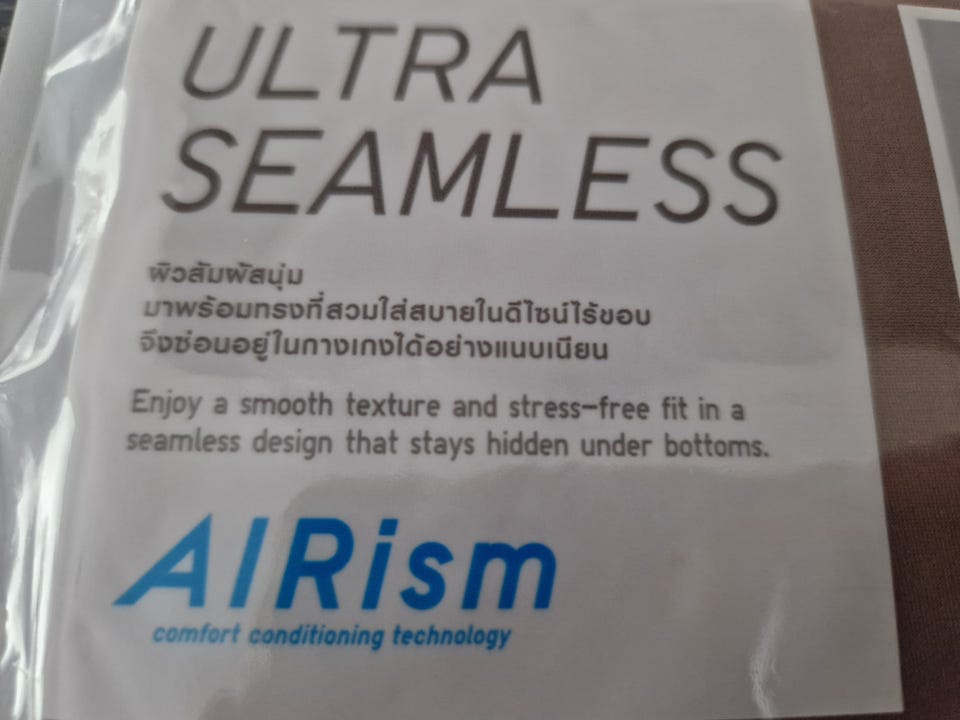 ULTRA
SEAMLESS
ผิวสัมผัสนุ่ม
มาพร้อมทรงที่สวมใส่สบายในดีไซน์ไร้ขอบ
จึงซ่อนอยู่ในกางเกงได้อย่างแนบเนียน
Enjoy a smooth texture and stress-free fit in a
seamless design that stays hidden under bottoms.
AIRism
comfort conditioning technology